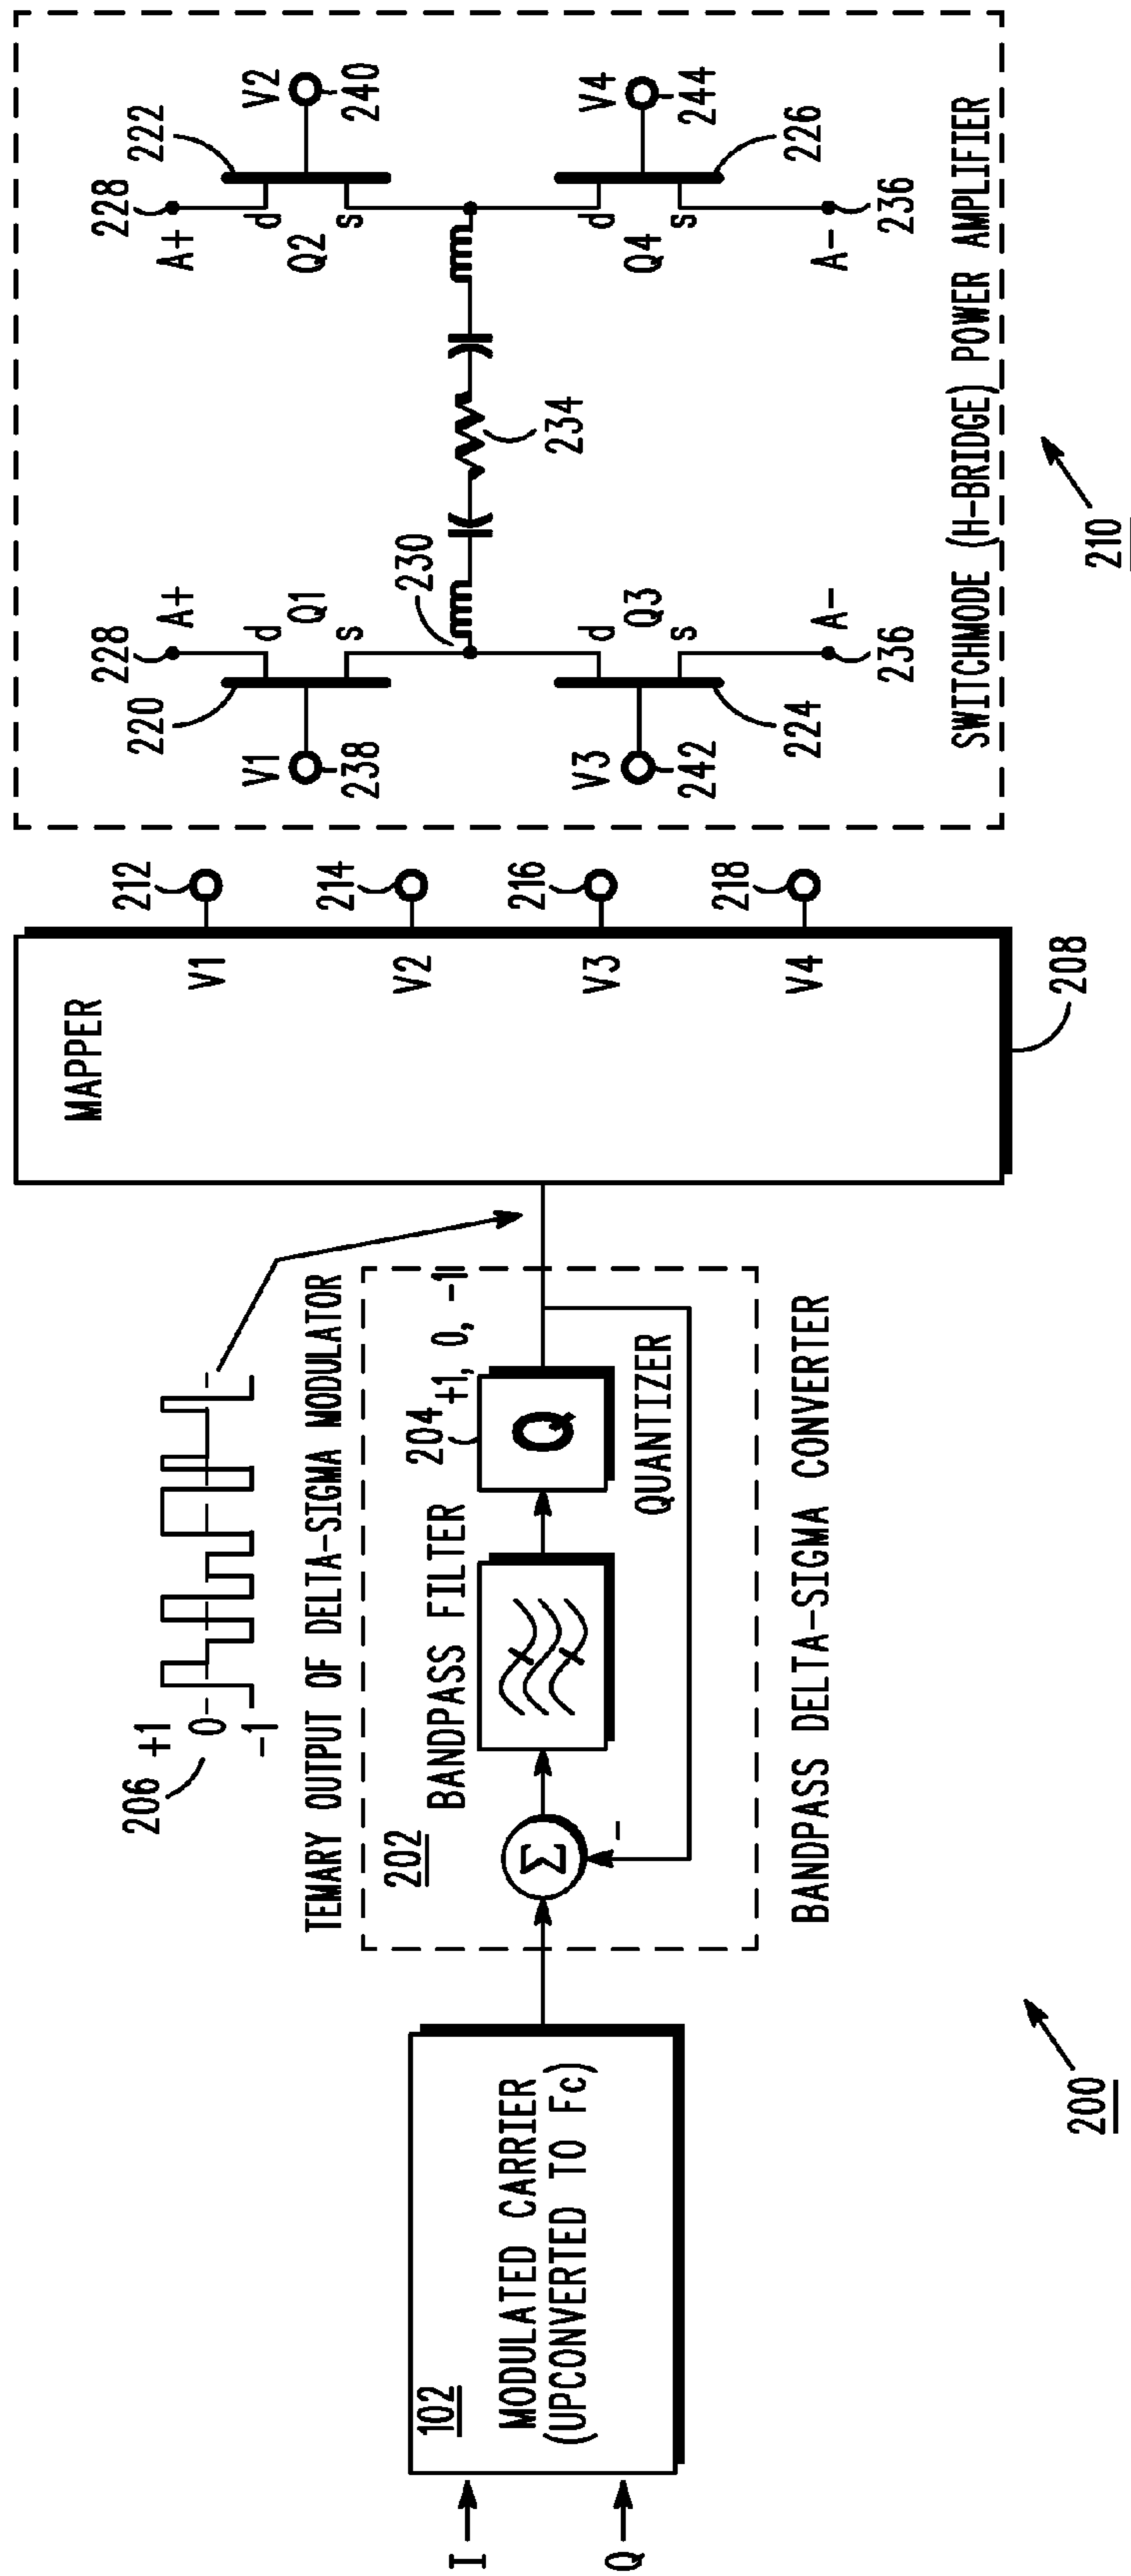 I
Q
102
MODULATED CARRIER
(UPCONVERTED TO Fc)
200
206
+1
0
-1
TEMARY OUTPUT OF DELTA-SIGMA MODULATOR
202
BANDPASS FILTER
204
+1, 0, -1
Σ
-
Q
QUANTIZER
BANDPASS DELTA-SIGMA CONVERTER
MAPPER
V1
212
V2
214
V3
216
V4
218
208
228
A+
220
d
Q1
s
V1
238
230
228
A+
222
d
Q2
s
V2
240
234
V3
242
d
Q3
s
224
A-
236
V4
244
d
Q4
s
226
A-
236
SWITCHMODE (H-BRIDGE) POWER AMPLIFIER
210